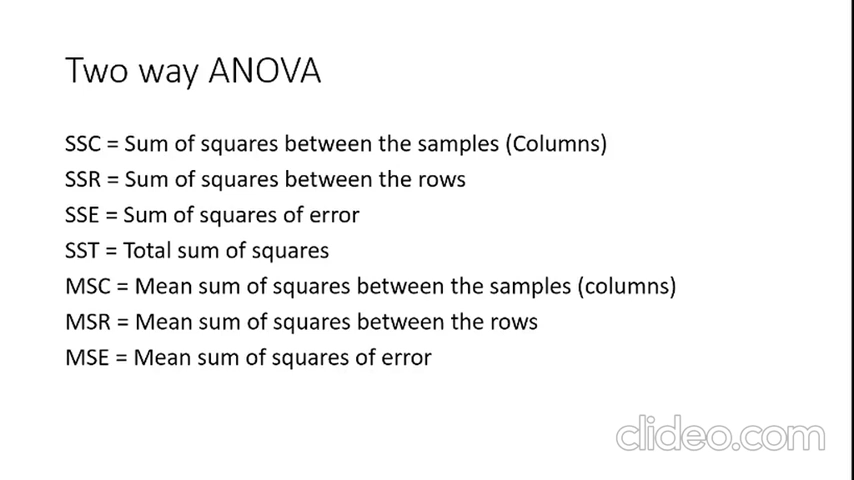 Two way ANOVA
SSC = Sum of squares between the samples (Columns)
SSR = Sum of squares between the rows
SSE = Sum of squares of error
SST = Total sum of squares
MSC = Mean sum of squares between the samples (columns)
MSR = Mean sum of squares between the rows
MSE = Mean sum of squares of error
clideo.com